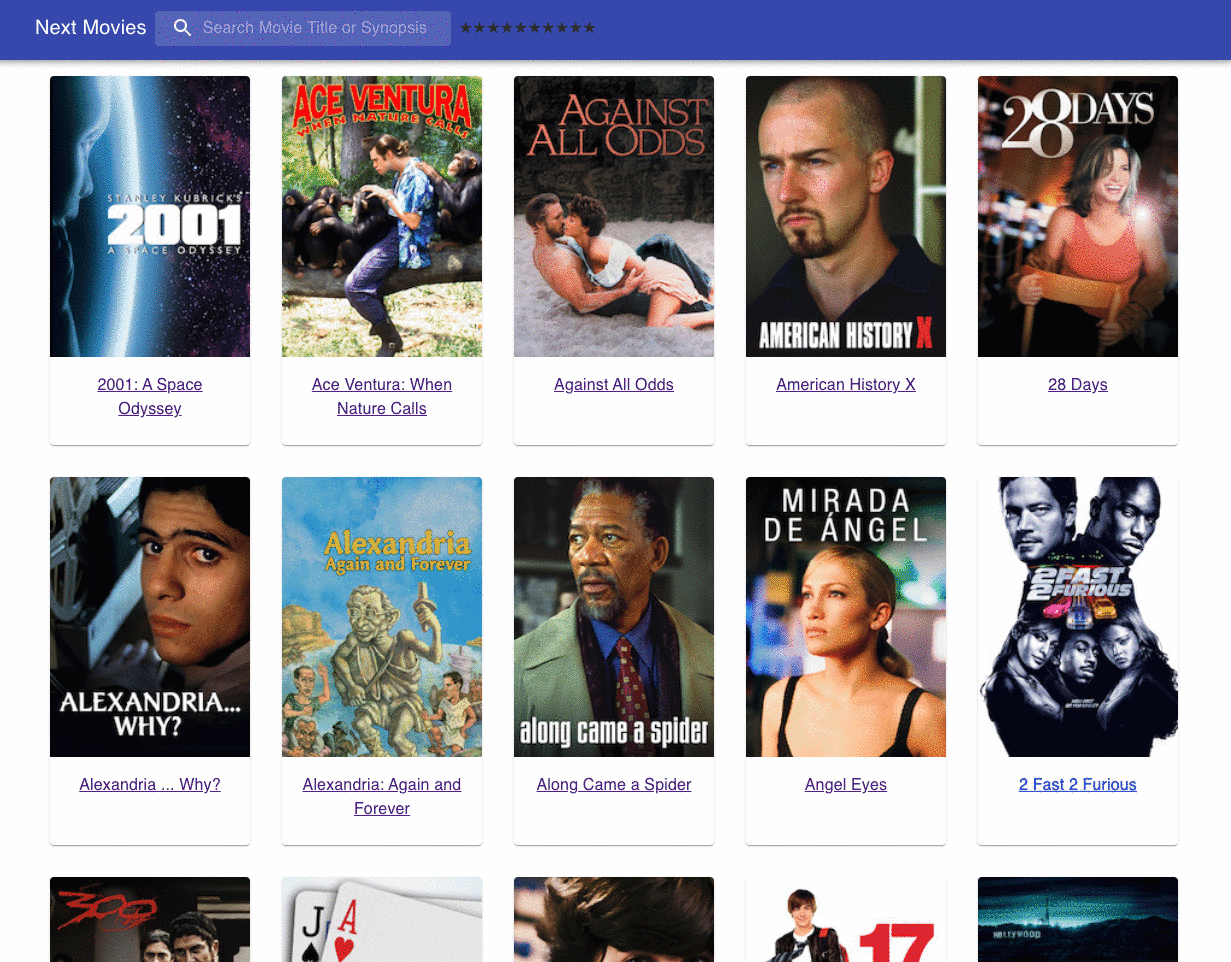 Next Movies
Search Movie Title or Synopsis
★★★★★★★★★★
STANLEY KUBRICK'S
2001
A SPACE ODYSSEY
ACE VENTURA
WHEN NATURE CALLS
AGAINST
ALL ODDS
AMERICAN HISTORY X
28 DAYS
2001: A Space
Odyssey
Ace Ventura: When
Nature Calls
Against All Odds
American History X
28 Days
ALEXANDRIA...
WHY?
Alexandria
Again and Forever
along came a spider
MIRADA
DE ÁNGEL
2 FAST
2 FURIOUS
Alexandria ... Why?
Alexandria: Again and
Forever
Along Came a Spider
Angel Eyes
2 Fast 2 Furious
300
J
A
17
HOLLYWOOD